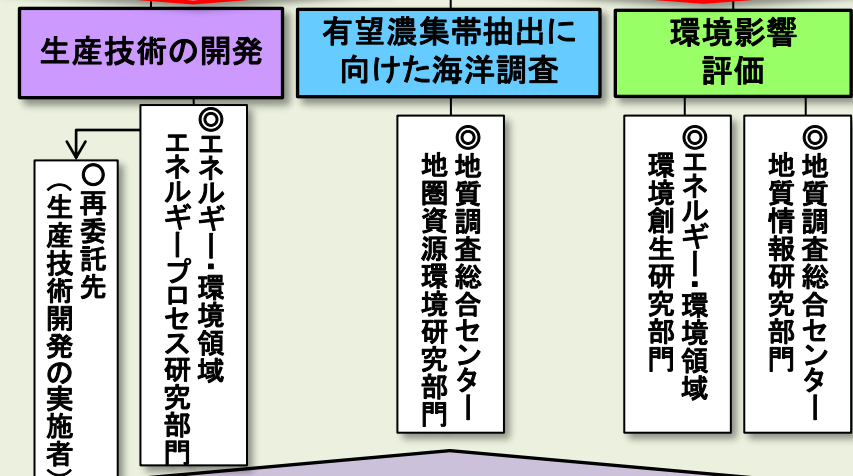 生産技術の開発
有望濃集帯抽出に
向けた海洋調査
環境影響
評価
○再委託先
（生産技術開発の実施者）
◎エネルギー・環境領域
エネルギープロセス研究部門
◎地質調査総合センター
地圏資源環境研究部門
◎エネルギー・環境領域
環境創生研究部門
◎地質調査総合センター
地質情報研究部門